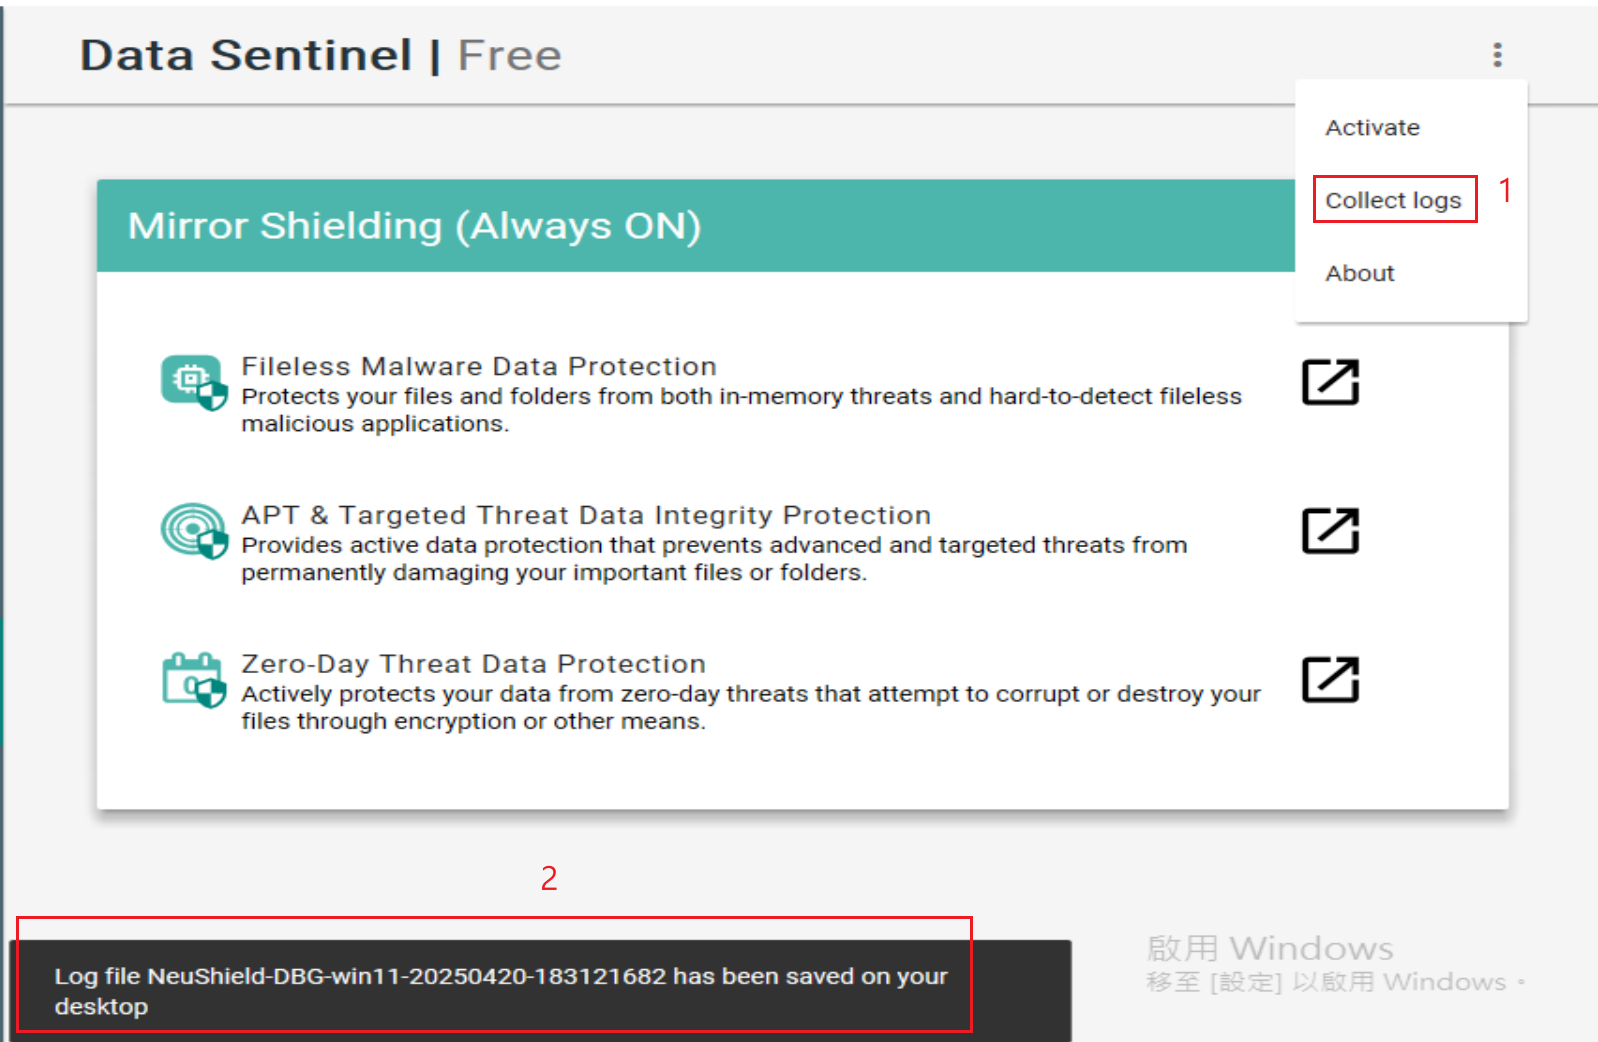 Data Sentinel | Free
Activate
Collect logs
1
About
Mirror Shielding (Always ON)
Fileless Malware Data Protection
Protects your files and folders from both in-memory threats and hard-to-detect fileless
malicious applications.
APT & Targeted Threat Data Integrity Protection
Provides active data protection that prevents advanced and targeted threats from
permanently damaging your important files or folders.
0
Zero-Day Threat Data Protection
Actively protects your data from zero-day threats that attempt to corrupt or destroy your
files through encryption or other means.
2
Log file NeuShield-DBG-win11-20250420-183121682 has been saved on your
desktop
啟用 Windows
移至 [設定] 以啟用 Windows。